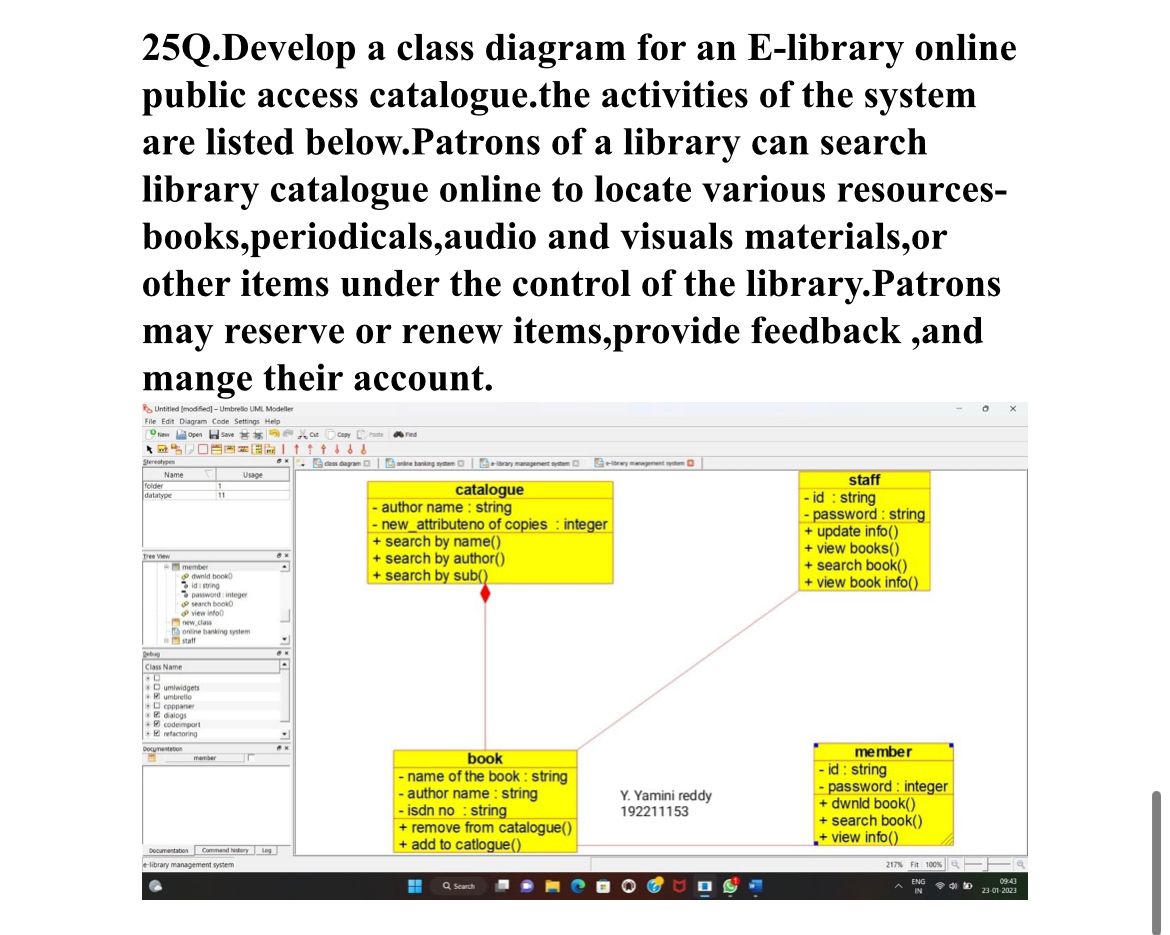 25Q.Develop a class diagram for an E-library online
public access catalogue.the activities of the system
are listed below.Patrons of a library can search
library catalogue online to locate various resources-
books,periodicals,audio and visuals materials,or
other items under the control of the library.Patrons
may reserve or renew items,provide feedback ,and
mange their account.
Untitled [modified] - Umbrello UML Modeller
File Edit Diagram Code Settings Help
New Open Save Cut Copy Paste Find
Stereotypes
class diagram online banking system e-library management system e-library management system
Name Usage
folder 1
datatype 11
catalogue
- author name : string
- new_attributeno of copies : integer
+ search by name()
+ search by author()
+ search by sub()
staff
- id : string
- password : string
+ update info()
+ view books()
+ search book()
+ view book info()
Tree View
member
dwnld book()
id : string
password : integer
search book()
view info()
new_class
online banking system
staff
Debug
Class Name
umlwidgets
umbrello
cppparser
dialogs
codeimport
refactoring
Documentation
member
book
- name of the book : string
- author name : string
- isdn no : string
+ remove from catalogue()
+ add to catlogue()
Y. Yamini reddy
192211153
member
- id : string
- password : integer
+ dwnld book()
+ search book()
+ view info()
Documentation Command history Log
e-library management system
217% Fit 100%
Search
ENG
IN
09:43
23-01-2023